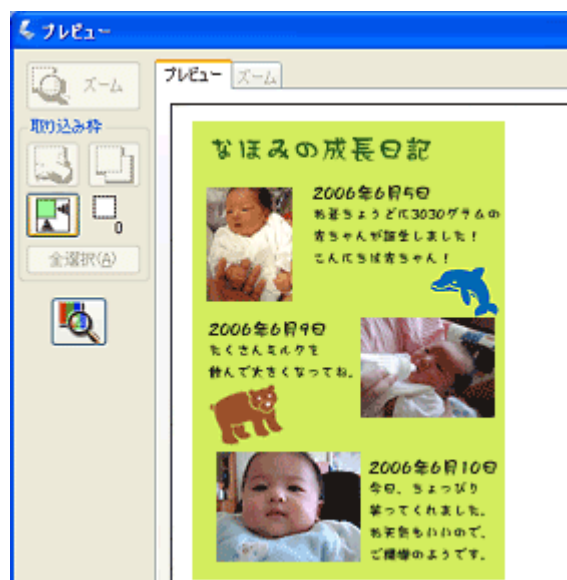 プレビュー
ズーム
プレビュー
ズーム
取り込み枠
0
全選択(A)
なほみの成長日記
2006年6月5日
お昼ちょうどに3030グラムの
赤ちゃんが誕生しました!
こんにちは赤ちゃん!
2006年6月9日
たくさんミルクを
飲んで大きくなってね。
2006年6月10日
今日、ちょっぴり
笑ってくれました。
お天気もいいので、
ご機嫌のようです。